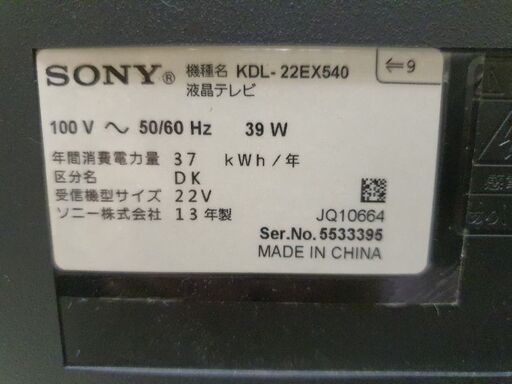 SONY® 機種名 KDL-22EX540
液晶テレビ
⇐9
100 V ～ 50/60 Hz 39 W
年間消費電力量 37 kWh/年
区分名 DK
受信機型サイズ 22V
ソニー株式会社 13年製
JQ10664
Ser.No. 5533395
MADE IN CHINA